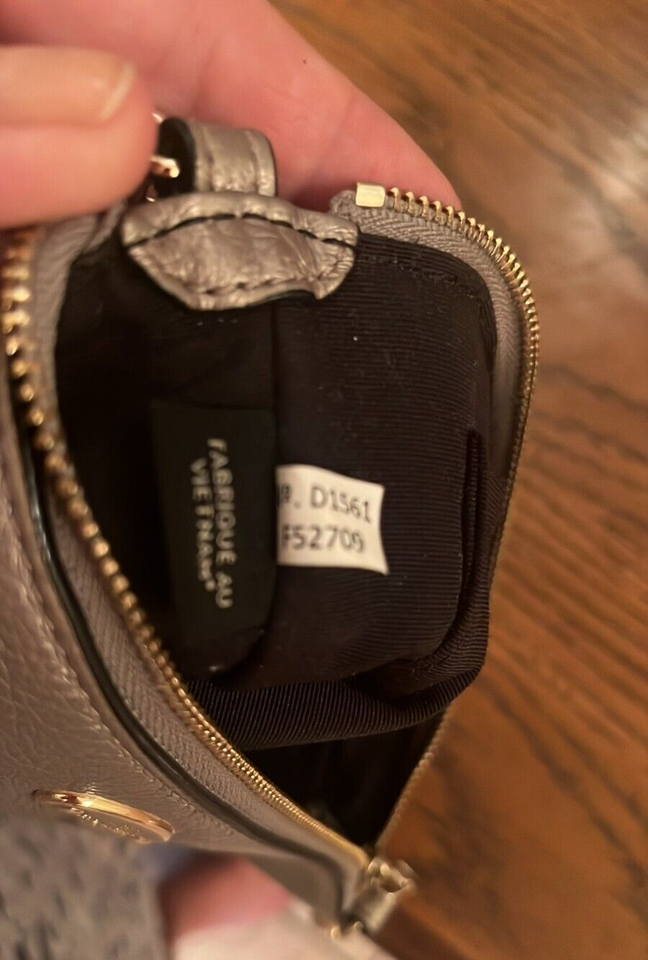 FABRIQUE AU
VIETNAM
º. D1561
F52709